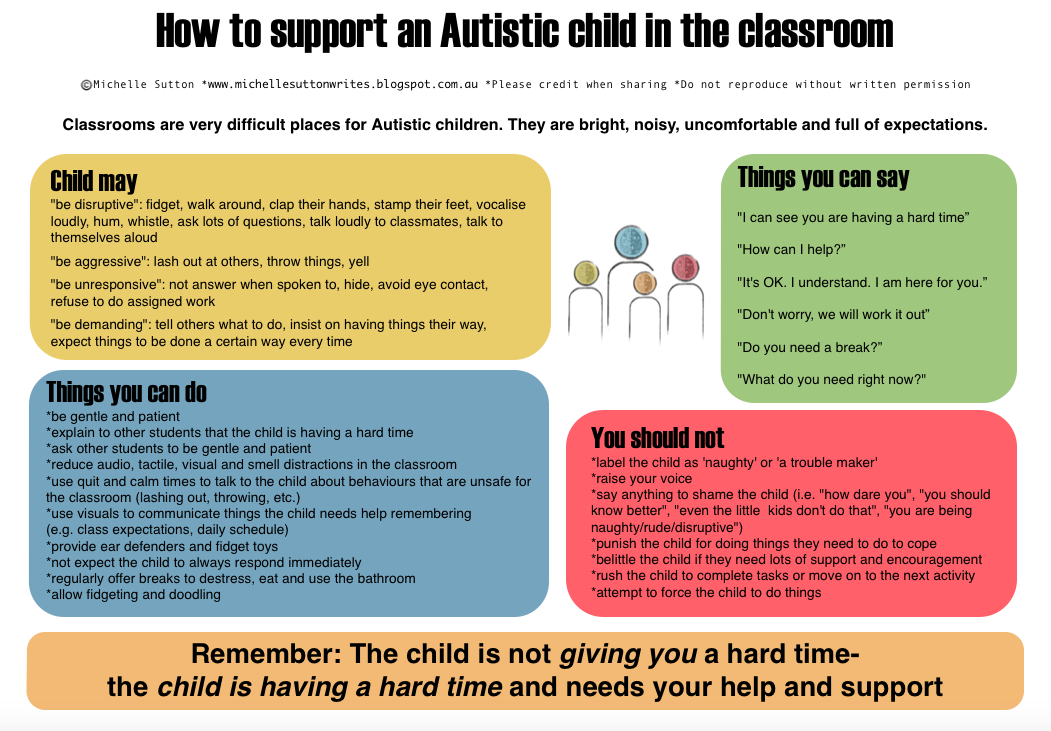 How to support an Autistic child in the classroom
©Michelle Sutton *www.michellesuttonwrites.blogspot.com.au *Please credit when sharing *Do not reproduce without written permission
Classrooms are very difficult places for Autistic children. They are bright, noisy, uncomfortable and full of expectations.
Child may
"be disruptive": fidget, walk around, clap their hands, stamp their feet, vocalise
loudly, hum, whistle, ask lots of questions, talk loudly to classmates, talk to
themselves aloud
"be aggressive": lash out at others, throw things, yell
"be unresponsive": not answer when spoken to, hide, avoid eye contact,
refuse to do assigned work
"be demanding": tell others what to do, insist on having things their way,
expect things to be done a certain way every time
Things you can say
"I can see you are having a hard time”
"How can I help?”
"It's OK. I understand. I am here for you.”
"Don't worry, we will work it out”
"Do you need a break?”
"What do you need right now?"
Things you can do
*be gentle and patient
*explain to other students that the child is having a hard time
*ask other students to be gentle and patient
*reduce audio, tactile, visual and smell distractions in the classroom
*use quit and calm times to talk to the child about behaviours that are unsafe for
the classroom (lashing out, throwing, etc.)
*use visuals to communicate things the child needs help remembering
(e.g. class expectations, daily schedule)
*provide ear defenders and fidget toys
*not expect the child to always respond immediately
*regularly offer breaks to destress, eat and use the bathroom
*allow fidgeting and doodling
You should not
*label the child as 'naughty' or 'a trouble maker'
*raise your voice
*say anything to shame the child (i.e. "how dare you", "you should
know better", "even the little  kids don't do that", "you are being
naughty/rude/disruptive")
*punish the child for doing things they need to do to cope
*belittle the child if they need lots of support and encouragement
*rush the child to complete tasks or move on to the next activity
*attempt to force the child to do things
Remember: The child is not giving you a hard time-
the child is having a hard time and needs your help and support